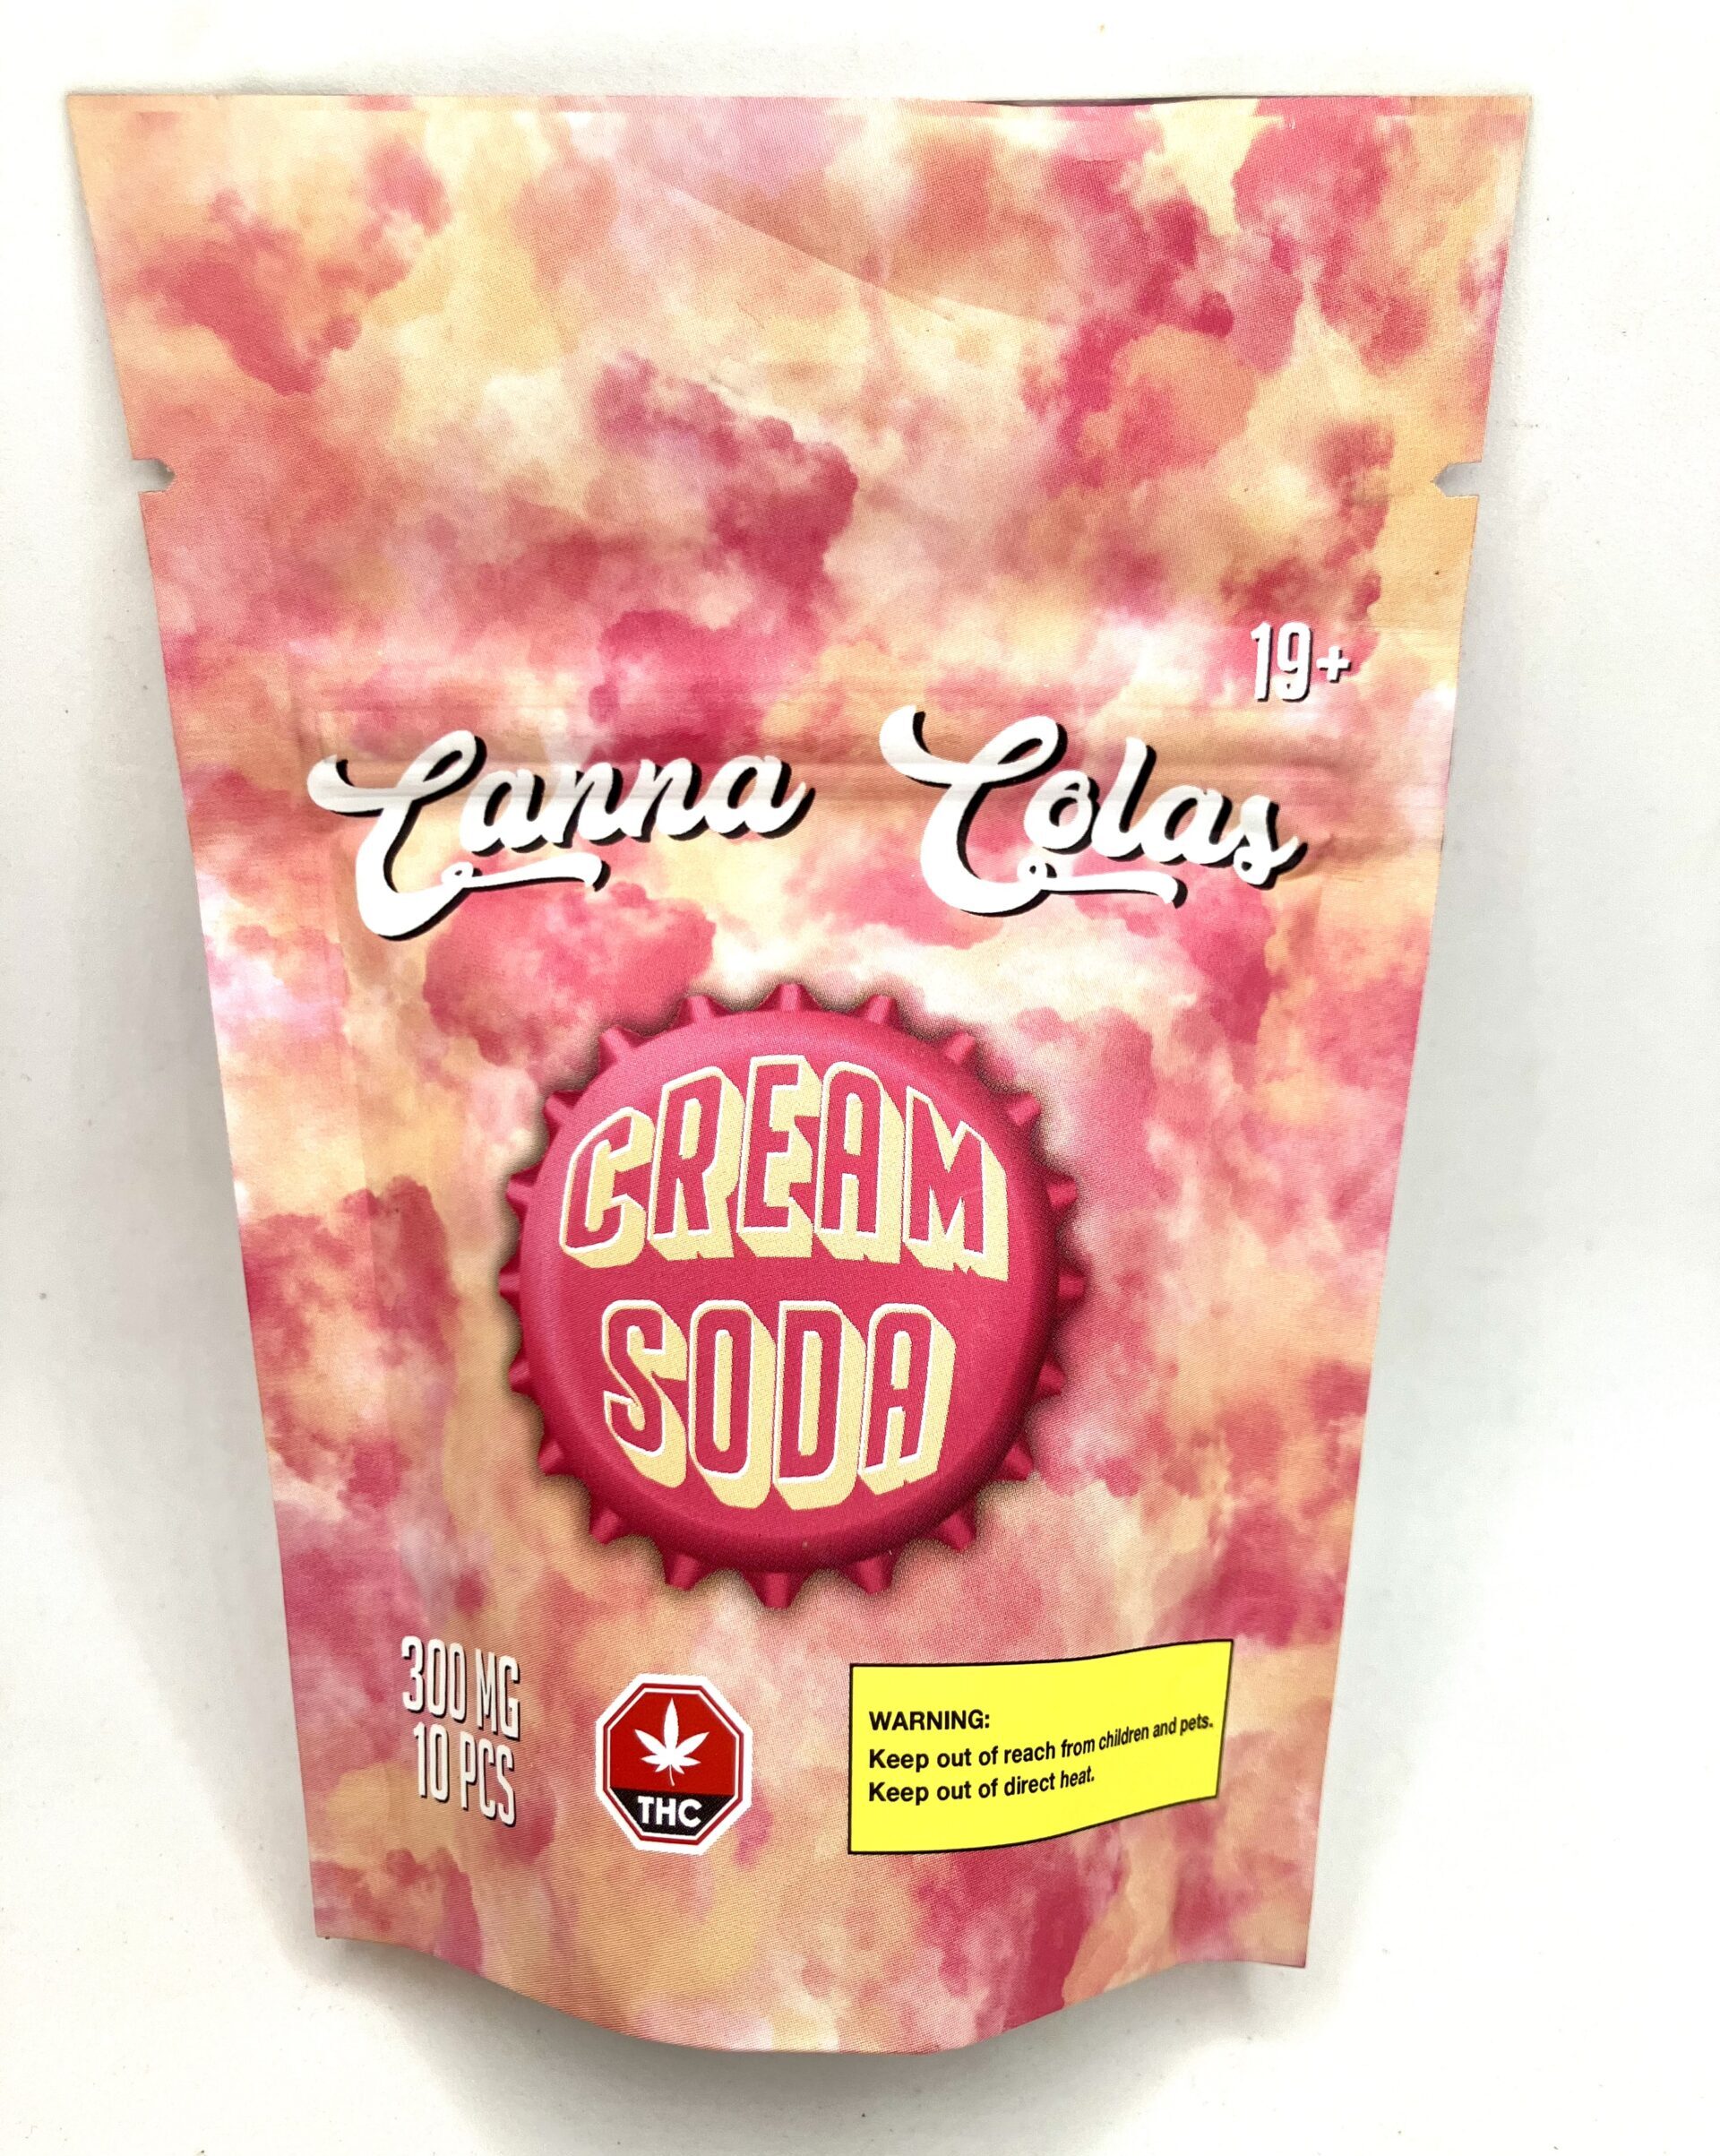 19+
Canna Colas
CREAM
SODA
300 MG
10 PCS
THC
WARNING:
Keep out of reach from children and pets.
Keep out of direct heat.